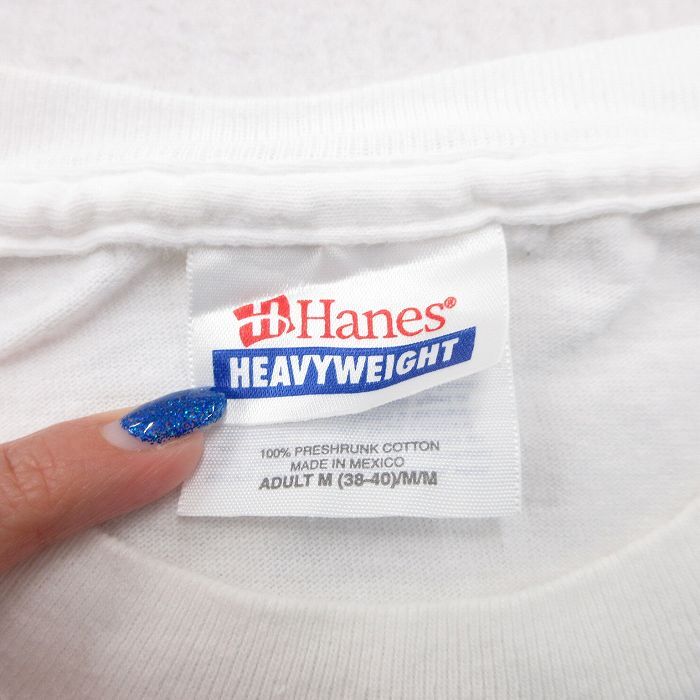 Hanes®
HEAVYWEIGHT
100% PRESHRUNK COTTON
MADE IN MEXICO
ADULT M (38-40)/M/M